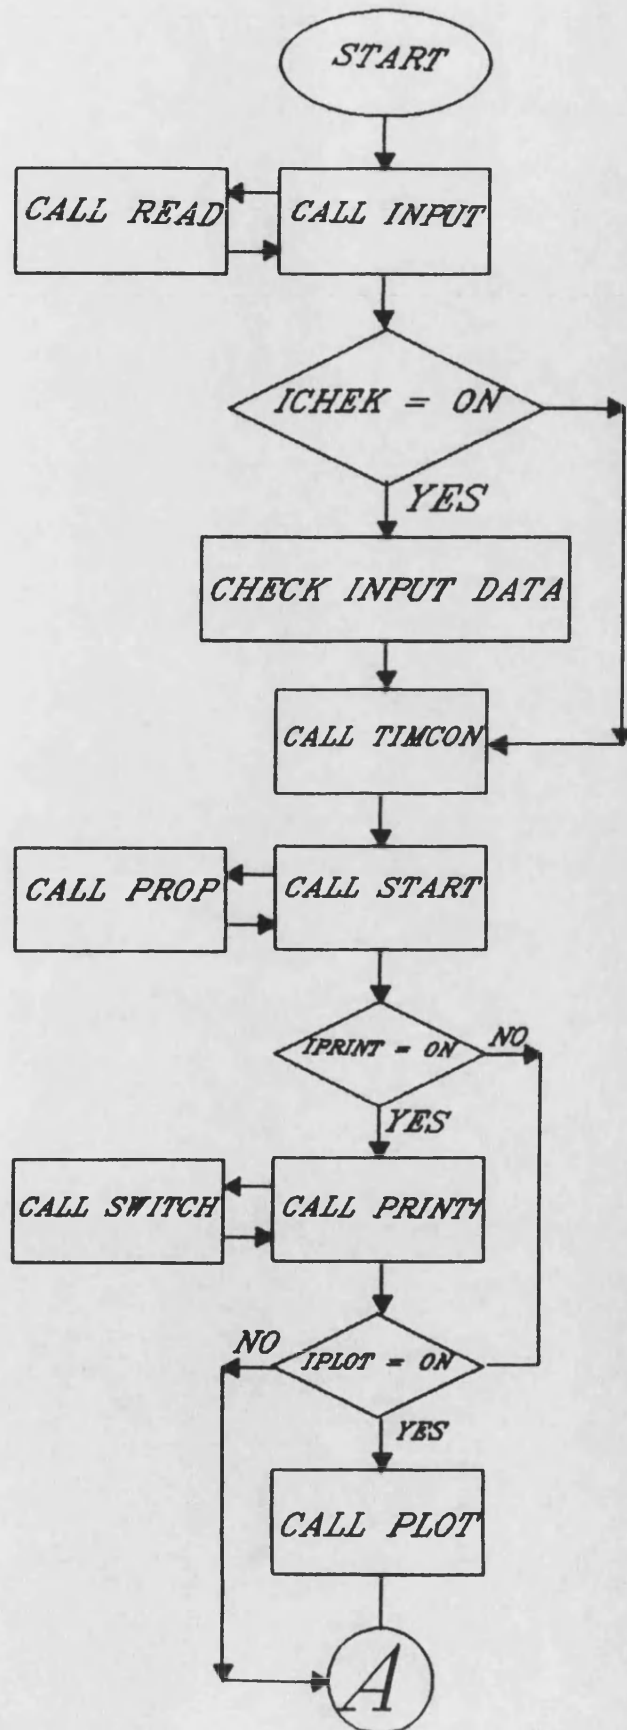 START
CALL READ
CALL INPUT
ICHEK = ON
YES
CHECK INPUT DATA
CALL TIMCON
CALL PROP
CALL START
IPRINT = ON
NO
YES
CALL SWITCH
CALL PRINT1
NO
IPLOT = ON
YES
CALL PLOT
A